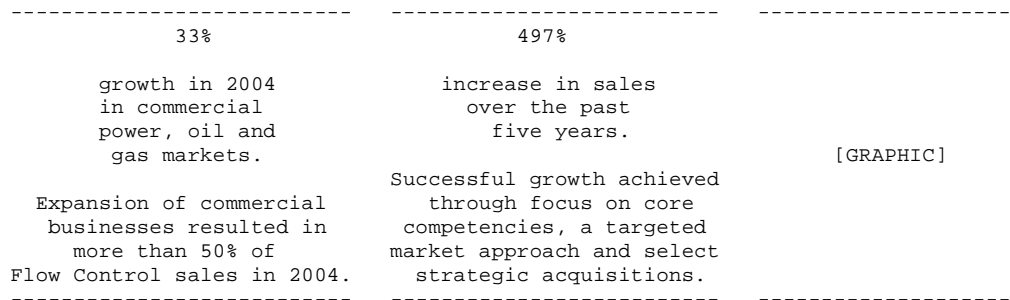 33%
growth in 2004
in commercial
power, oil and
gas markets.
Expansion of commercial
businesses resulted in
more than 50% of
Flow Control sales in 2004.
497%
increase in sales
over the past
five years.
Successful growth achieved
through focus on core
competencies, a targeted
market approach and select
strategic acquisitions.
[GRAPHIC]